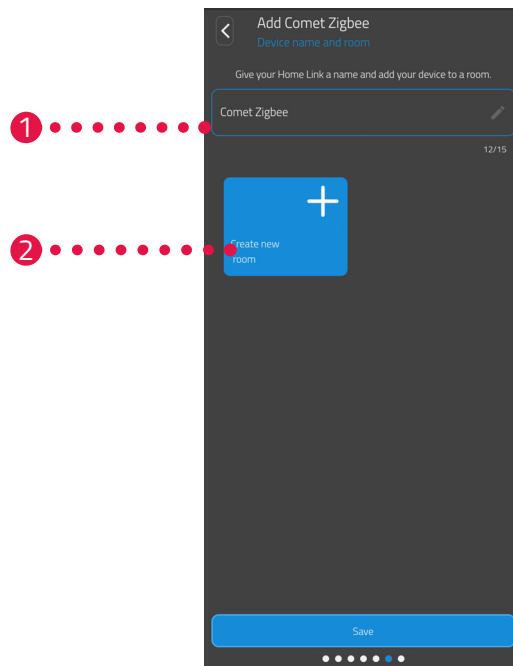 Add Comet Zigbee
Device name and room
Give your Home Link a name and add your device to a room.
1
Comet Zigbee
12/15
2
Create new
room
Save